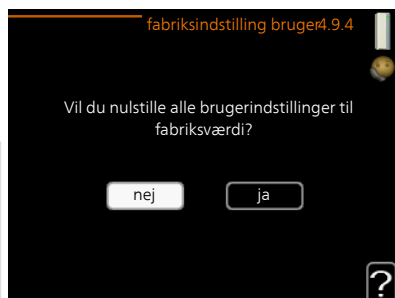 fabriksindstilling bruger4.9.4
Vil du nulstille alle brugerindstillinger til
fabriksværdi?
nej
ja
?